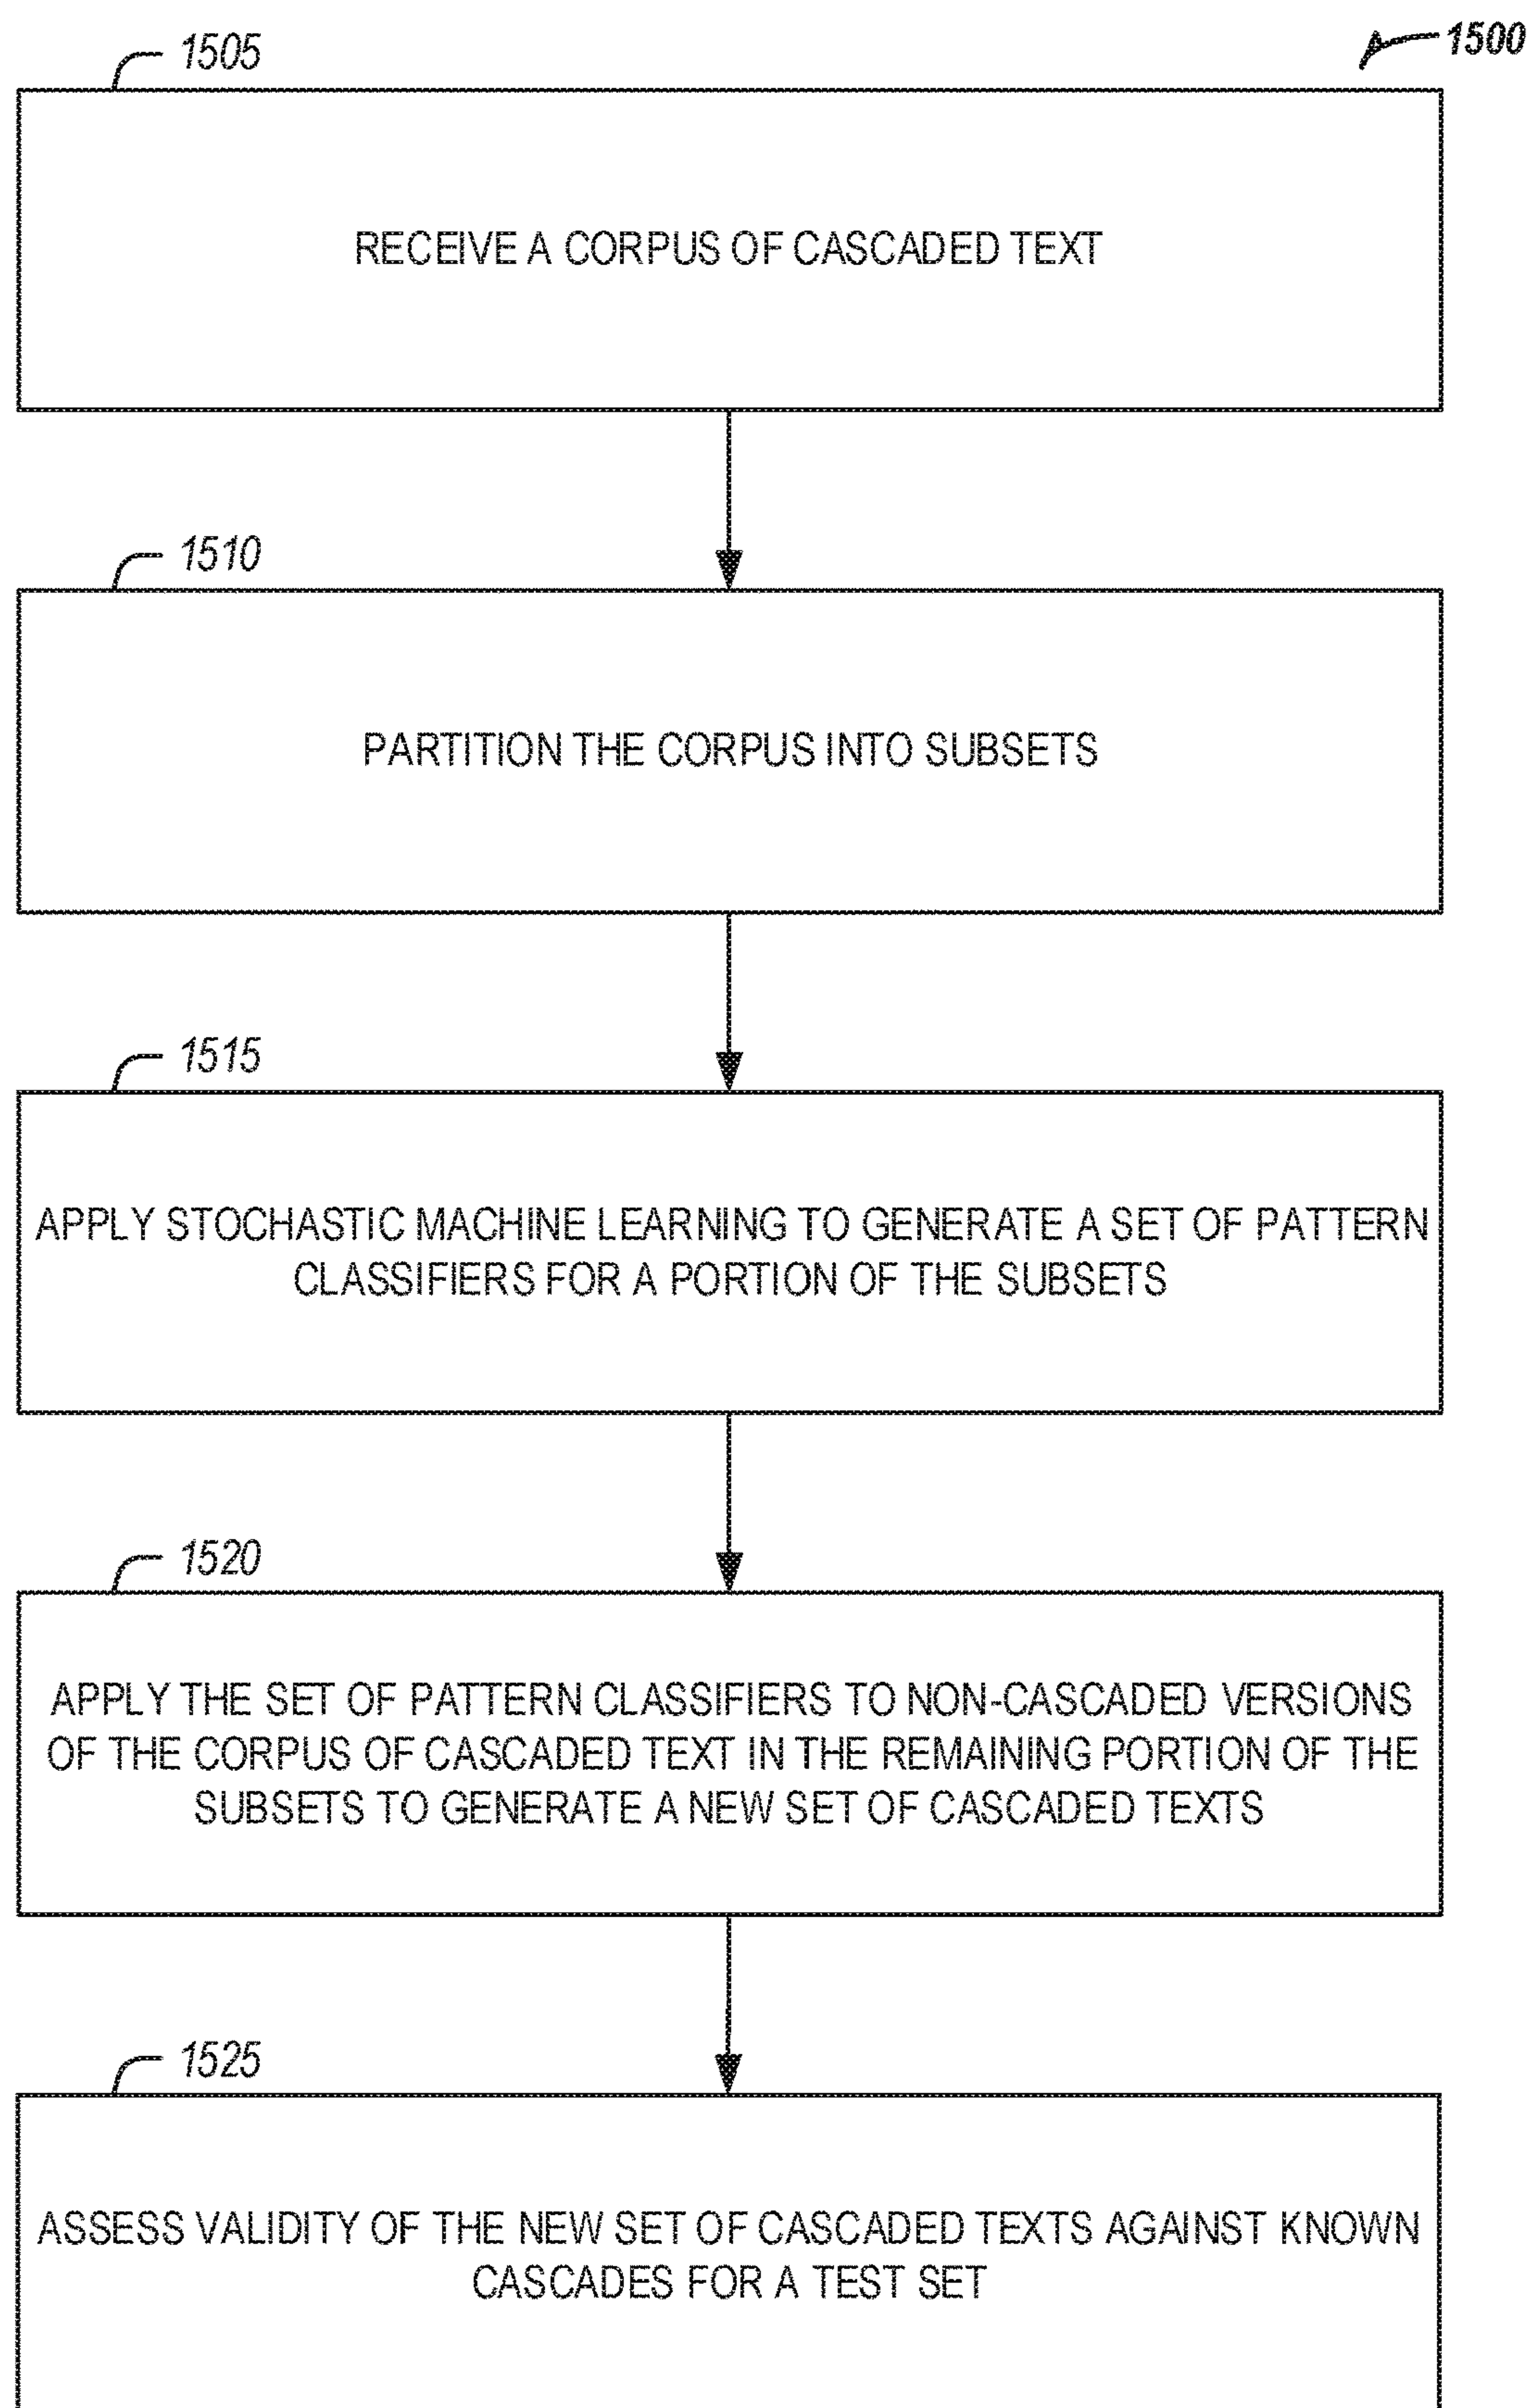 1505
1500
RECEIVE A CORPUS OF CASCADED TEXT
1510
PARTITION THE CORPUS INTO SUBSETS
1515
APPLY STOCHASTIC MACHINE LEARNING TO GENERATE A SET OF PATTERN
CLASSIFIERS FOR A PORTION OF THE SUBSETS
1520
APPLY THE SET OF PATTERN CLASSIFIERS TO NON-CASCADED VERSIONS
OF THE CORPUS OF CASCADED TEXT IN THE REMAINING PORTION OF THE
SUBSETS TO GENERATE A NEW SET OF CASCADED TEXTS
1525
ASSESS VALIDITY OF THE NEW SET OF CASCADED TEXTS AGAINST KNOWN
CASCADES FOR A TEST SET